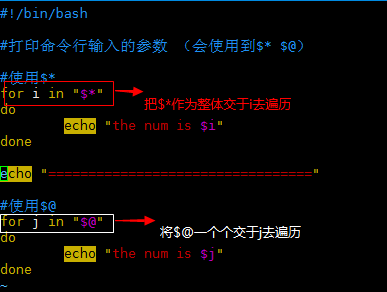 #!/bin/bash
#打印命令行输入的参数 （会使用到$* $@）
#使用$*
for i in "$*"
把$*作为整体交于I去遍历
do
echo "the num is $i"
done
echo "================================="
#使用$@
for j in "$@"
将$@一个个交于j去遍历
do
echo "the num is $j"
done
~